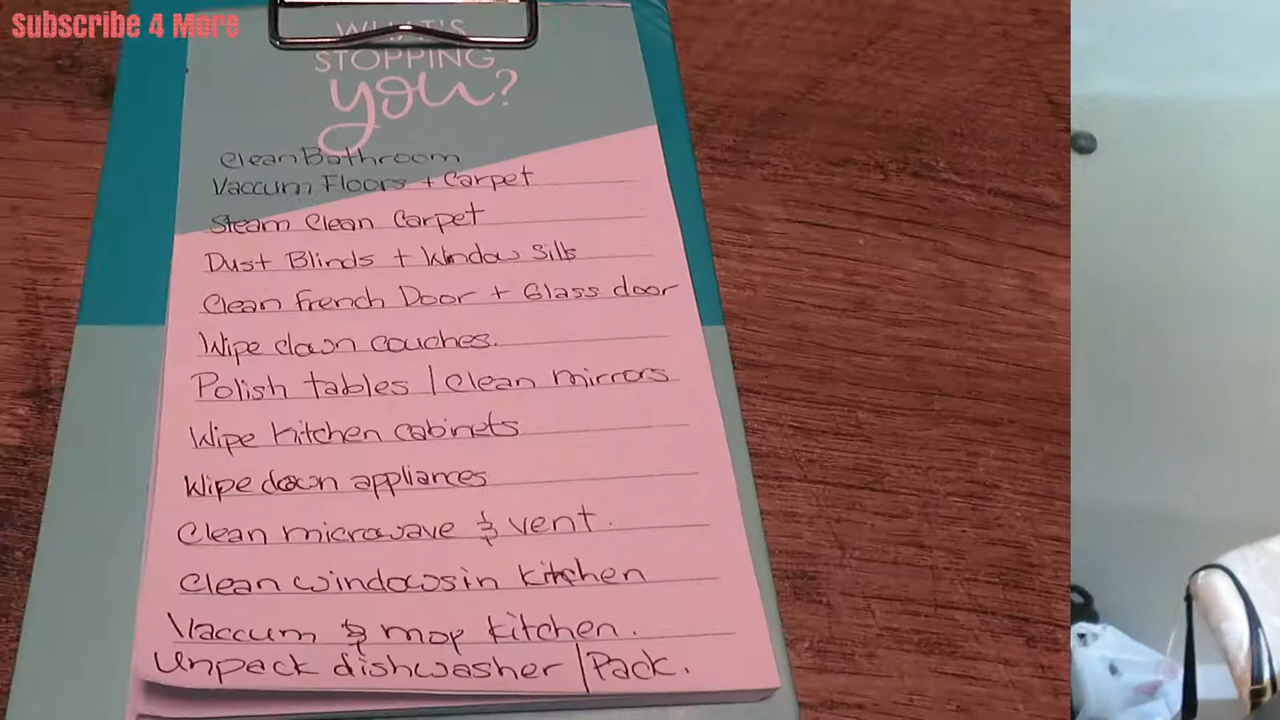 Subscribe 4 More
WHAT'S
STOPPING
you?
Clean Bathroom
Vaccum Floors + Carpet
Steam Clean Carpet
Dust Blinds + Window Sills
Clean French Door + Glass door
Wipe down couches.
Polish tables / Clean mirrors
Wipe Kitchen cabinets
Wipe down appliances
Clean microwave & vent.
Clean windows in kitchen
Vaccum & mop kitchen.
Unpack dishwasher / Pack.